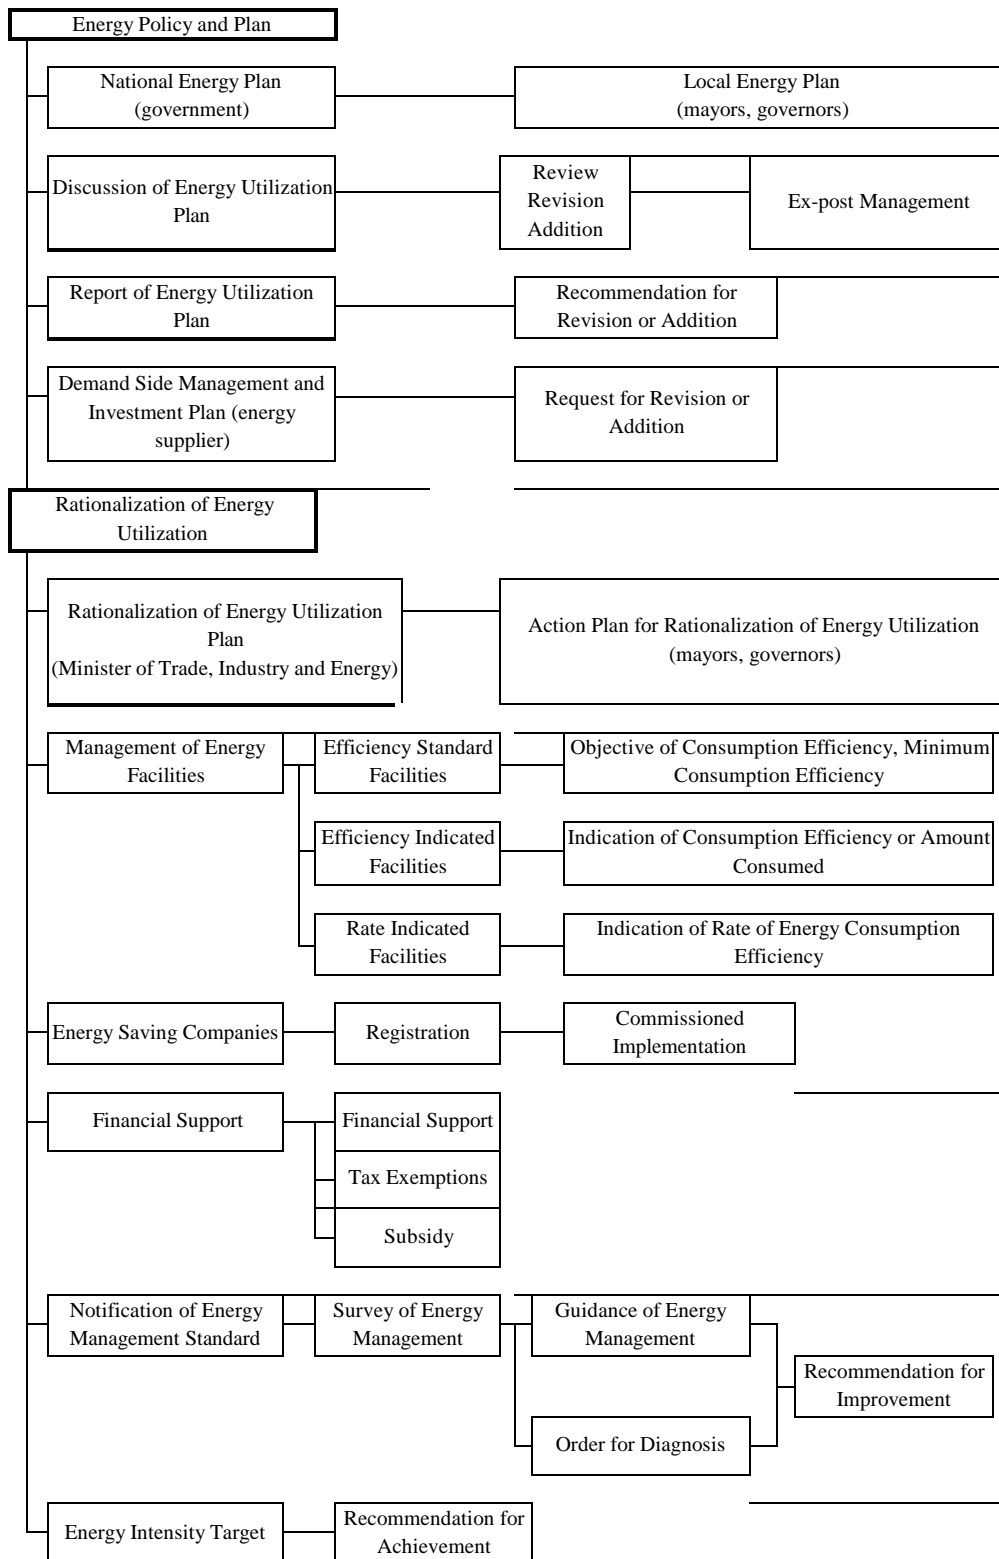 Energy Policy and Plan
National Energy Plan
(government)
Local Energy Plan
(mayors, governors)
Discussion of Energy Utilization
Plan
Review
Revision
Addition
Ex-post Management
Report of Energy Utilization
Plan
Recommendation for
Revision or Addition
Demand Side Management and
Investment Plan (energy
supplier)
Request for Revision or
Addition
Rationalization of Energy
Utilization
Rationalization of Energy Utilization
Plan
(Minister of Trade, Industry and Energy)
Action Plan for Rationalization of Energy Utilization
(mayors, governors)
Management of Energy
Facilities
Efficiency Standard
Facilities
Objective of Consumption Efficiency, Minimum
Consumption Efficiency
Efficiency Indicated
Facilities
Indication of Consumption Efficiency or Amount
Consumed
Rate Indicated
Facilities
Indication of Rate of Energy Consumption
Efficiency
Energy Saving Companies
Registration
Commissioned
Implementation
Financial Support
Financial Support
Tax Exemptions
Subsidy
Notification of Energy
Management Standard
Survey of Energy
Management
Guidance of Energy
Management
Recommendation for
Improvement
Order for Diagnosis
Energy Intensity Target
Recommendation for
Achievement